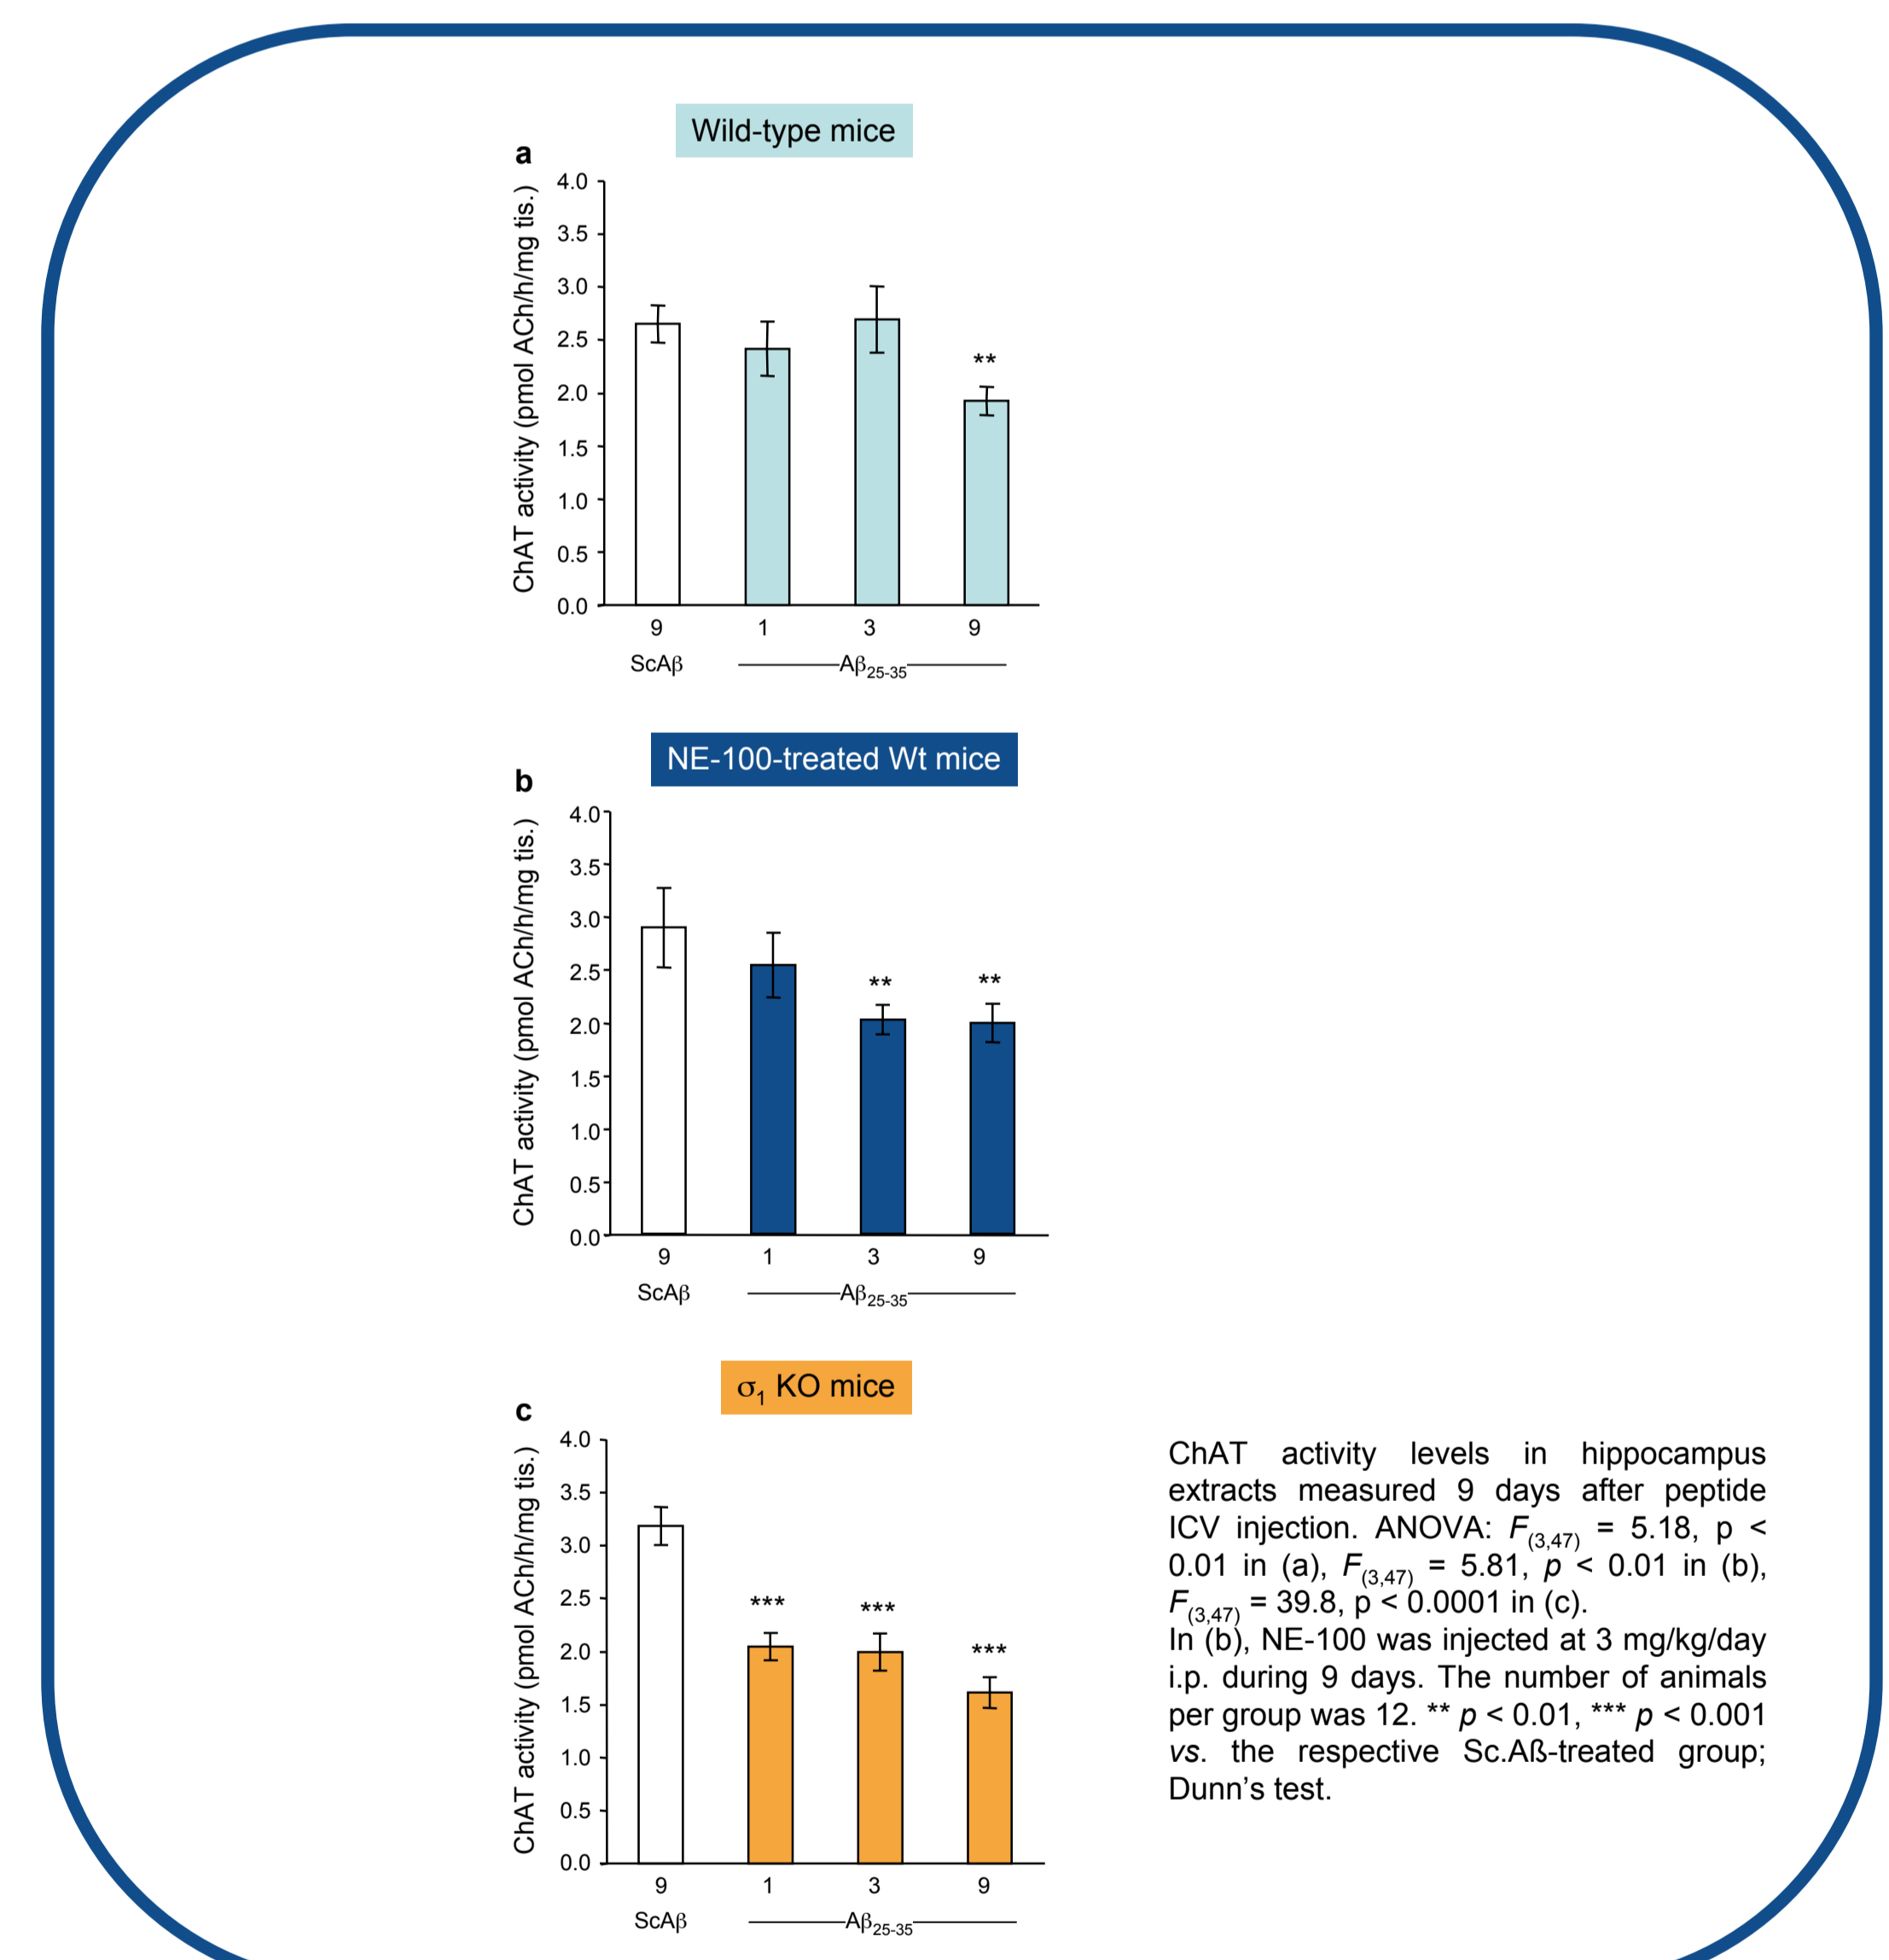 Wild-type mice
a
ChAT activity (pmol ACh/h/mg tis.)
4.0
3.5
3.0
2.5
2.0
1.5
1.0
0.5
0.0
**
9 1 3 9
ScAβ Aβ25-35
NE-100-treated Wt mice
b
ChAT activity (pmol ACh/h/mg tis.)
4.0
3.5
3.0
2.5
2.0
1.5
1.0
0.5
0.0
** **
9 1 3 9
ScAβ Aβ25-35
σ1 KO mice
c
ChAT activity (pmol ACh/h/mg tis.)
4.0
3.5
3.0
2.5
2.0
1.5
1.0
0.5
0.0
*** *** ***
9 1 3 9
ScAβ Aβ25-35
ChAT activity levels in hippocampus
extracts measured 9 days after peptide
ICV injection. ANOVA: F(3,47) = 5.18, p <
0.01 in (a), F(3,47) = 5.81, p < 0.01 in (b),
F(3,47) = 39.8, p < 0.0001 in (c).
In (b), NE-100 was injected at 3 mg/kg/day
i.p. during 9 days. The number of animals
per group was 12. ** p < 0.01, *** p < 0.001
vs. the respective Sc.Aß-treated group;
Dunn's test.